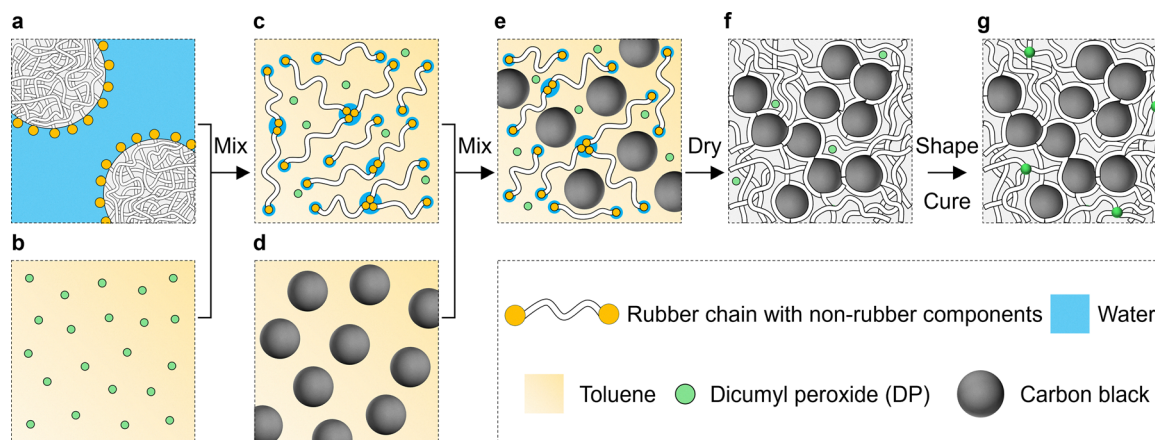 a
c
e
f
g
Mix
Mix
Dry
Shape
Cure
b
d
Rubber chain with non-rubber components
Water
Toluene
Dicumyl peroxide (DP)
Carbon black